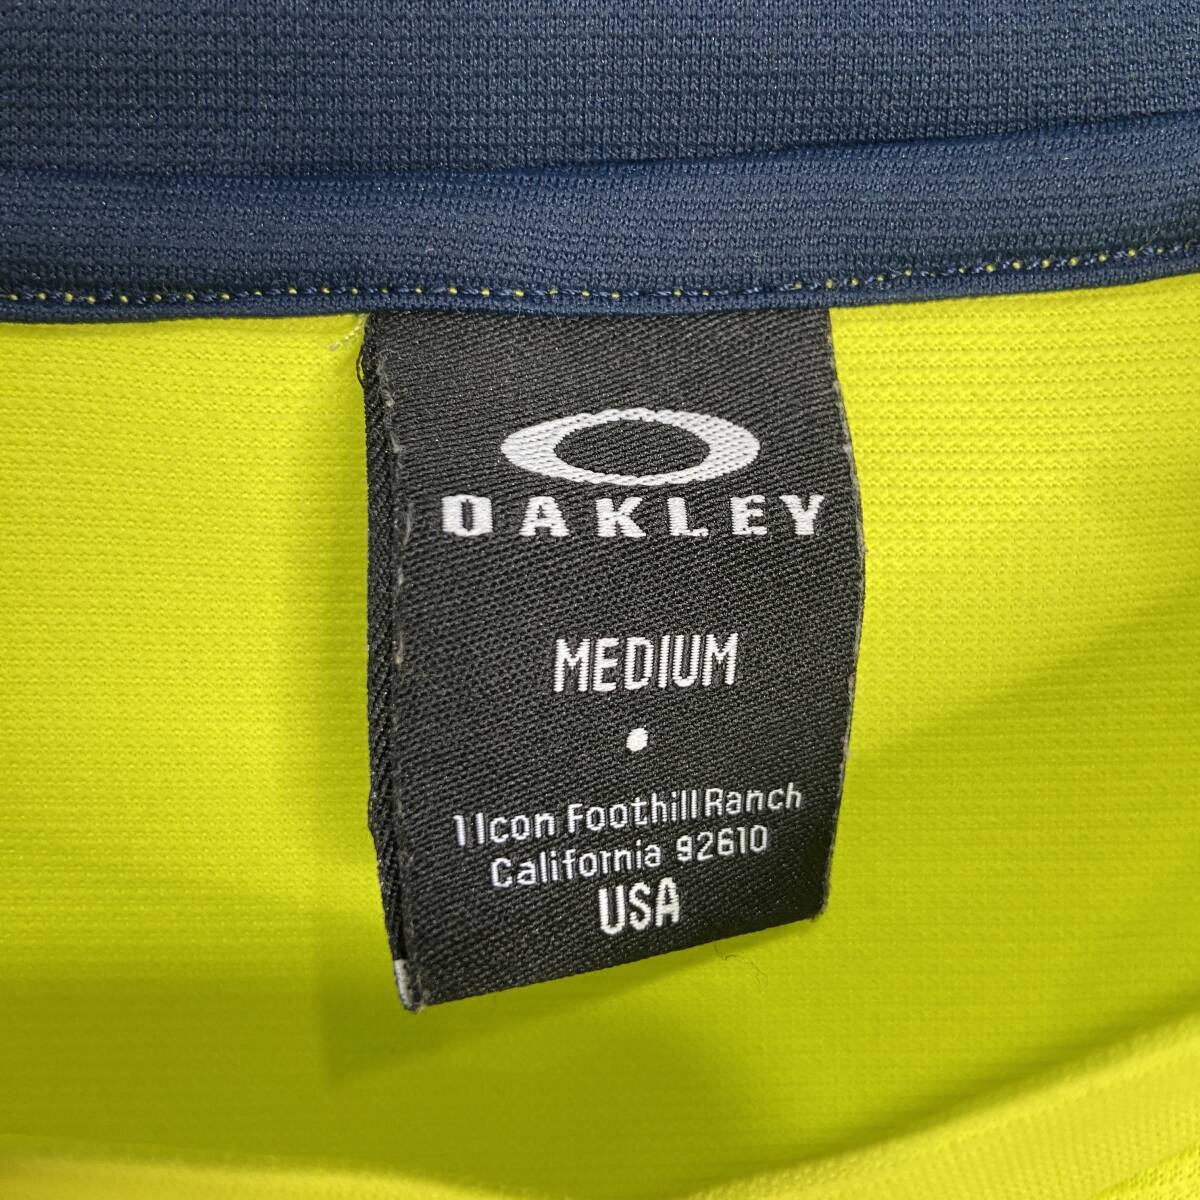 OAKLEY
MEDIUM
1 Icon Foothill Ranch
California 92610
USA